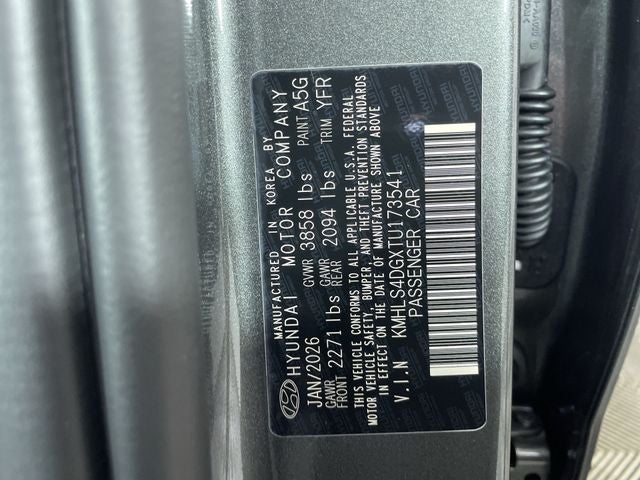 MANUFACTURED IN KOREA BY
HYUNDAI MOTOR COMPANY
JAN/2026 GVWR 3858 lbs PAINT A5G
GAWR FRONT 2271 lbs GAWR REAR 2094 lbs TRIM YFR
THIS VEHICLE CONFORMS TO ALL APPLICABLE U.S.A. FEDERAL
MOTOR VEHICLE SAFETY, BUMPER, AND THEFT PREVENTION STANDARDS
IN EFFECT ON THE DATE OF MANUFACTURE SHOWN ABOVE
V.I.N KMHLS4DGXTU173541
PASSENGER CAR